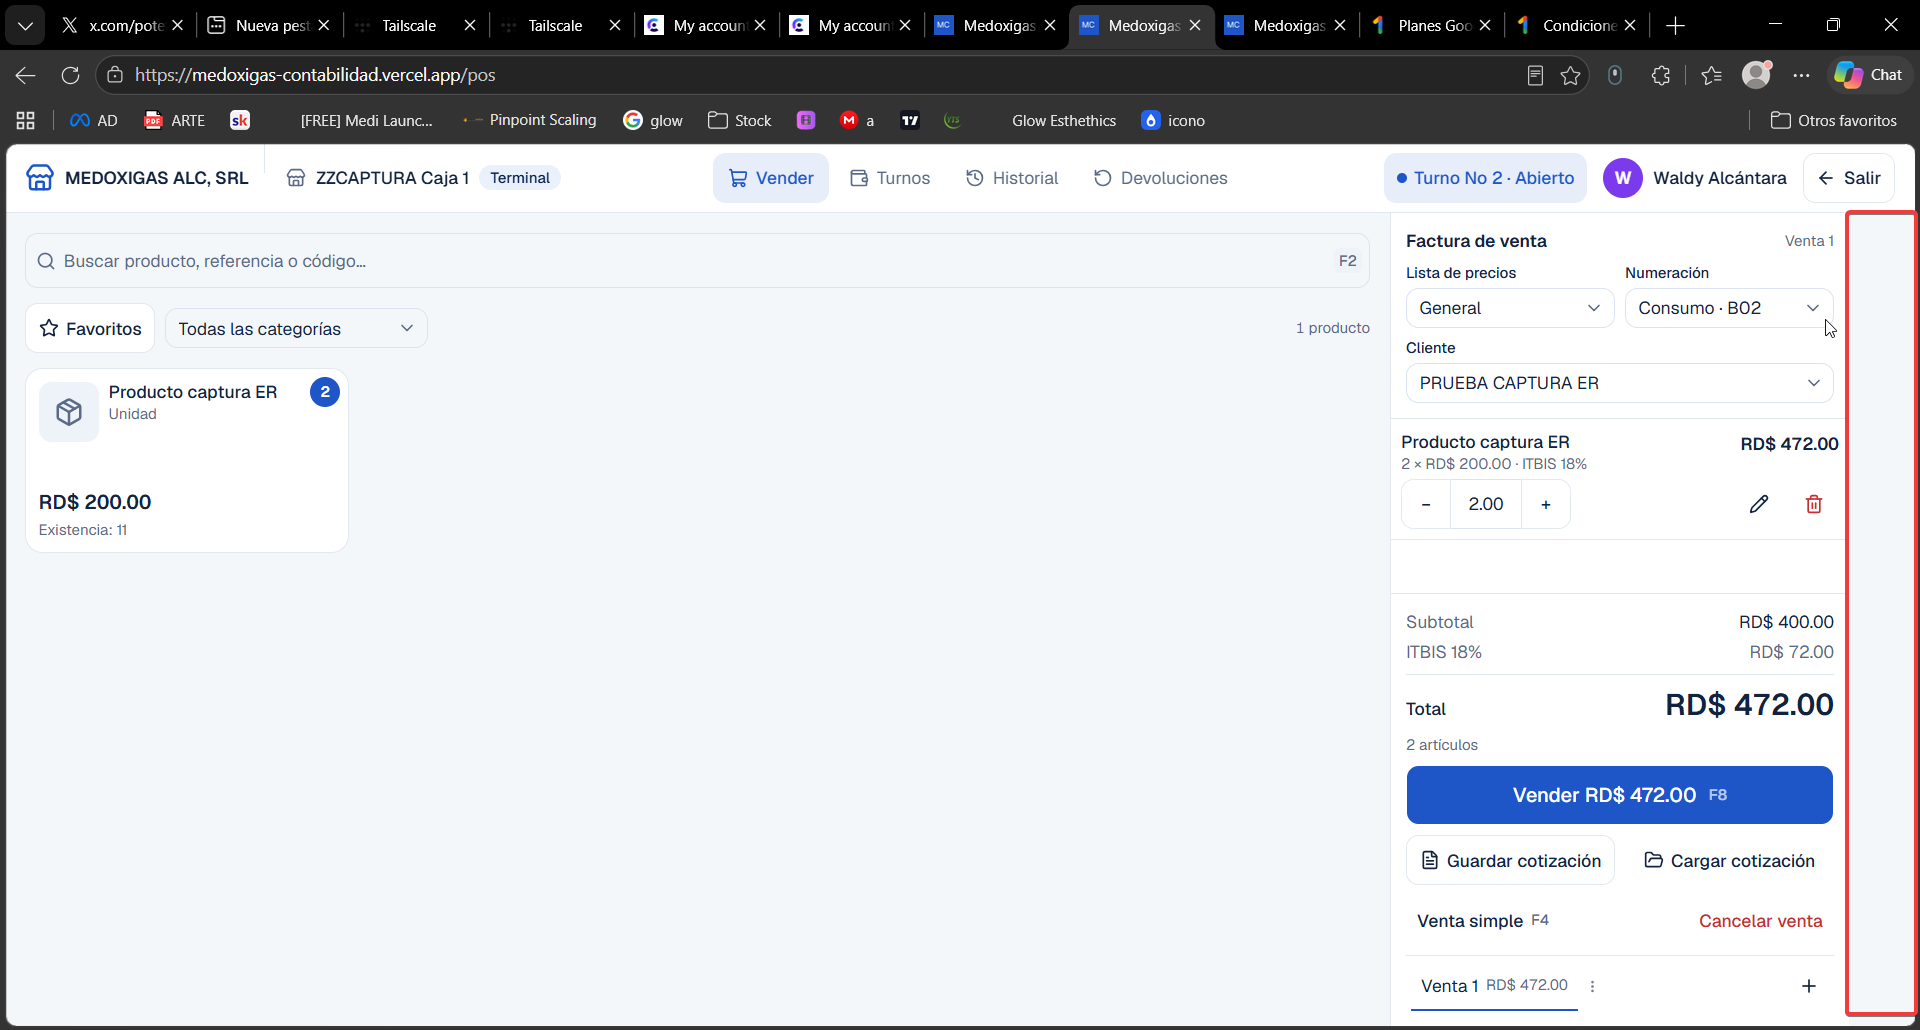 x.com/pote
Nueva pest
Tailscale
Tailscale
My accoun
My accoun
Medoxigas
Medoxigas
Medoxigas
Planes Goo
Condicione
https://medoxigas-contabilidad.vercel.app/pos
Chat
AD
ARTE
sk
[FREE] Medi Launc...
Pinpoint Scaling
glow
Stock
a
Glow Esthethics
icono
Otros favoritos
MEDOXIGAS ALC, SRL
ZZCAPTURA Caja 1
Terminal
Vender
Turnos
Historial
Devoluciones
Turno No 2 · Abierto
W
Waldy Alcántara
Salir
Buscar producto, referencia o código...
F2
Favoritos
Todas las categorías
1 producto
Producto captura ER
2
Unidad
RD$ 200.00
Existencia: 11
Factura de venta
Venta 1
Lista de precios
Numeración
General
Consumo · B02
Cliente
PRUEBA CAPTURA ER
Producto captura ER
RD$ 472.00
2 × RD$ 200.00 · ITBIS 18%
- 2.00 +
Subtotal
RD$ 400.00
ITBIS 18%
RD$ 72.00
Total
RD$ 472.00
2 artículos
Vender RD$ 472.00 F8
Guardar cotización
Cargar cotización
Venta simple F4
Cancelar venta
Venta 1 RD$ 472.00
+